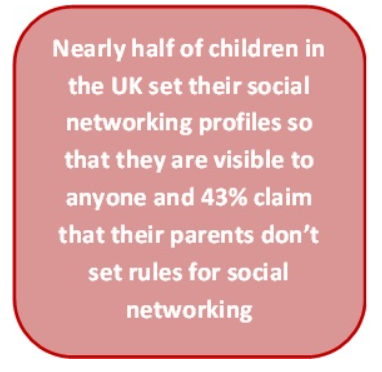 Nearly half of children in
the UK set their social
networking profiles so
that they are visible to
anyone and 43% claim
that their parents don’t
set rules for social
networking